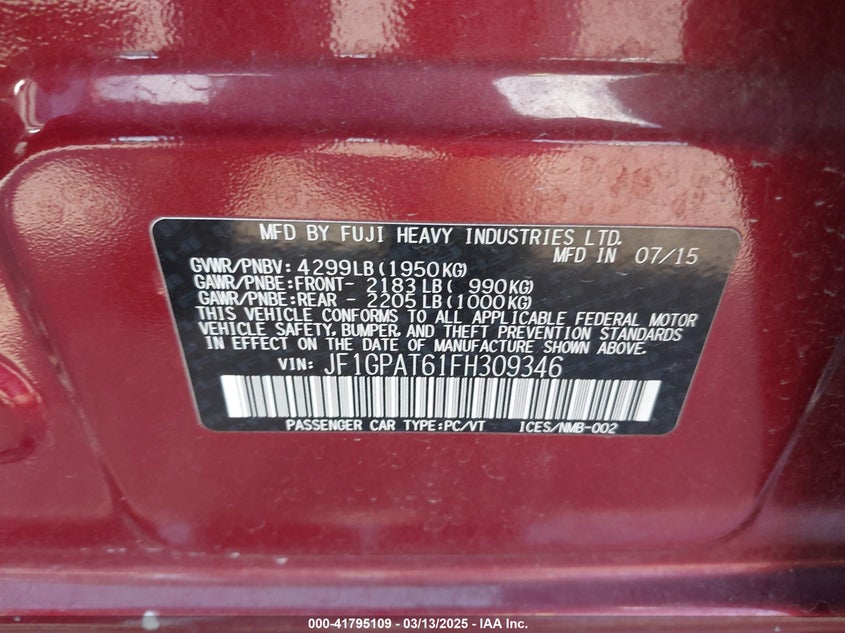 MFD BY FUJI HEAVY INDUSTRIES LTD.
MFD IN 07/15
GVWR/PNBV: 4299LB(1950KG)
GAWR/PNBE:FRONT- 2183LB( 990KG)
GAWR/PNBE:REAR - 2205LB(1000KG)
THIS VEHICLE CONFORMS TO ALL APPLICABLE FEDERAL MOTOR
VEHICLE SAFETY, BUMPER, AND THEFT PREVENTION STANDARDS
IN EFFECT ON THE DATE OF MANUFACTURE SHOWN ABOVE.
VIN: JF1GPAT61FH309346
PASSENGER CAR TYPE:PC/VT ICES/NMB-002
000-41795109 - 03/13/2025 - IAA Inc.